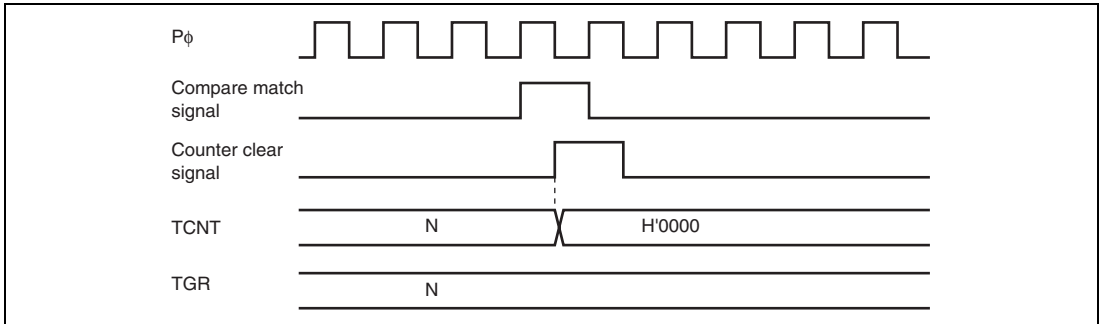 Pϕ
Compare match
signal
Counter clear
signal
TCNT N H'0000
TGR N